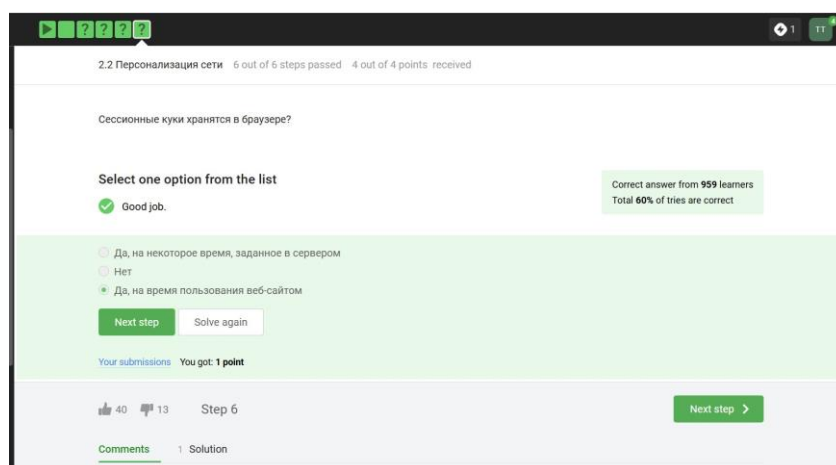 ? ? ? ?
1
TT
4
2.2 Персонализация сети 6 out of 6 steps passed 4 out of 4 points received
Сессионные куки хранятся в браузере?
Select one option from the list
Good job.
Correct answer from 959 learners
Total 60% of tries are correct
Да, на некоторое время, заданное в сервером
Нет
Да, на время пользования веб-сайтом
Next step Solve again
Your submissions You got: 1 point
40 13 Step 6
Next step
Comments 1 Solution